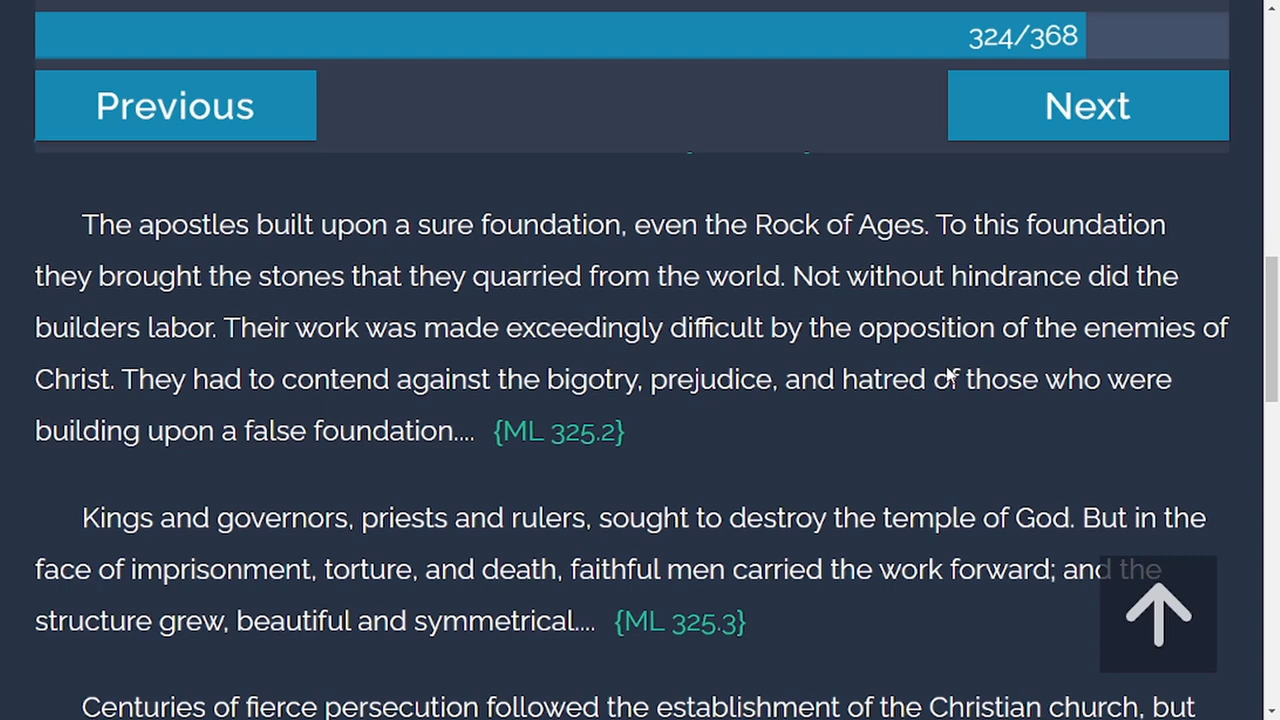 324/368
Previous
Next
The apostles built upon a sure foundation, even the Rock of Ages. To this foundation
they brought the stones that they quarried from the world. Not without hindrance did the
builders labor. Their work was made exceedingly difficult by the opposition of the enemies of
Christ. They had to contend against the bigotry, prejudice, and hatred of those who were
building upon a false foundation.... {ML 325.2}
Kings and governors, priests and rulers, sought to destroy the temple of God. But in the
face of imprisonment, torture, and death, faithful men carried the work forward; and the
structure grew, beautiful and symmetrical.... {ML 325.3}
Centuries of fierce persecution followed the establishment of the Christian church, but